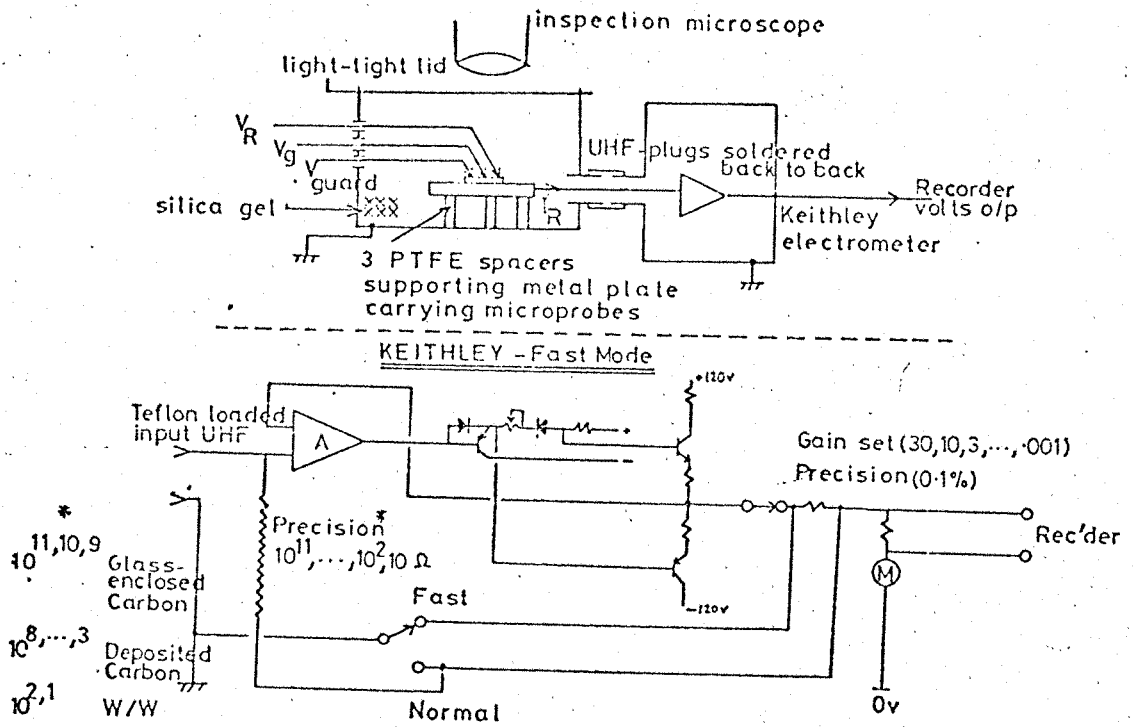 inspection microscope
light-tight lid
V_R
V_g
V_guard
silica gel
UHF-plugs soldered
back to back
R
Recorder
volts o/p
Keithley
electrometer
3 PTFE spacers
supporting metal plate
carrying microprobes
KEITHLEY - Fast Mode
+120v
Teflon loaded
input UHF
A
+
-
Gain set (30,10,3,...,.001)
Precision (0.1%)
Precision*
10^11,...,10^2,10 Ω
Rec'der
M
-120v
0v
Fast
Normal
*
10^11,10,9
Glass-
enclosed
Carbon
10^8,...,3
Deposited
Carbon
10^2,1
W/W